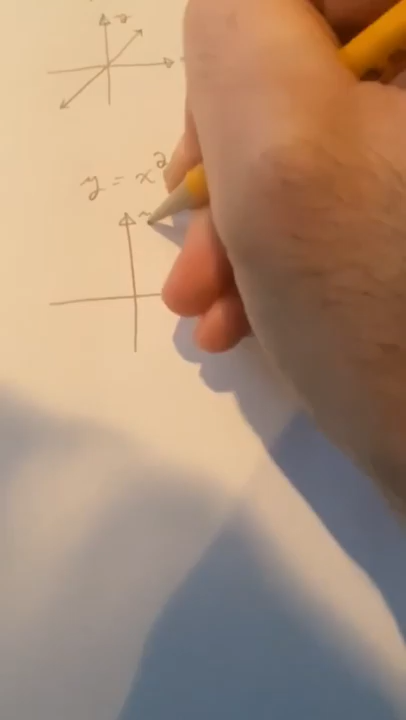 y = x²